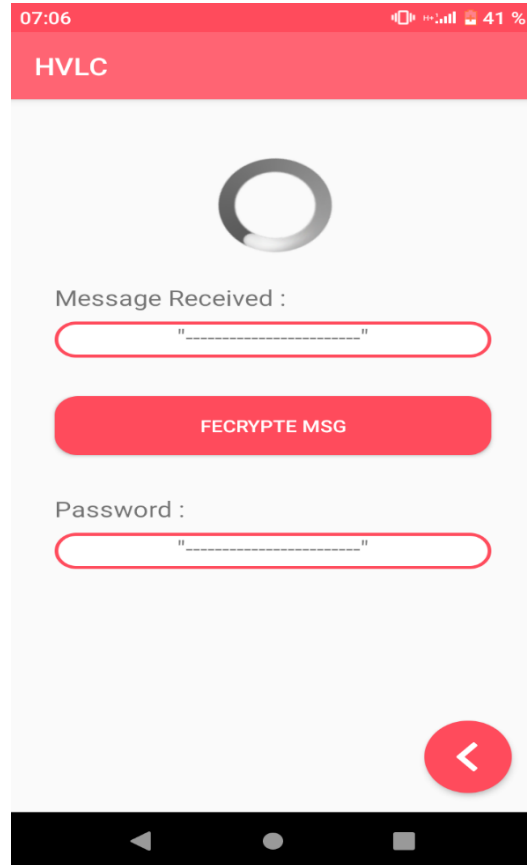 07:06 H+ 41 %
HVLC
Message Received :
"------------------------"
FECRYPTE MSG
Password :
"------------------------"